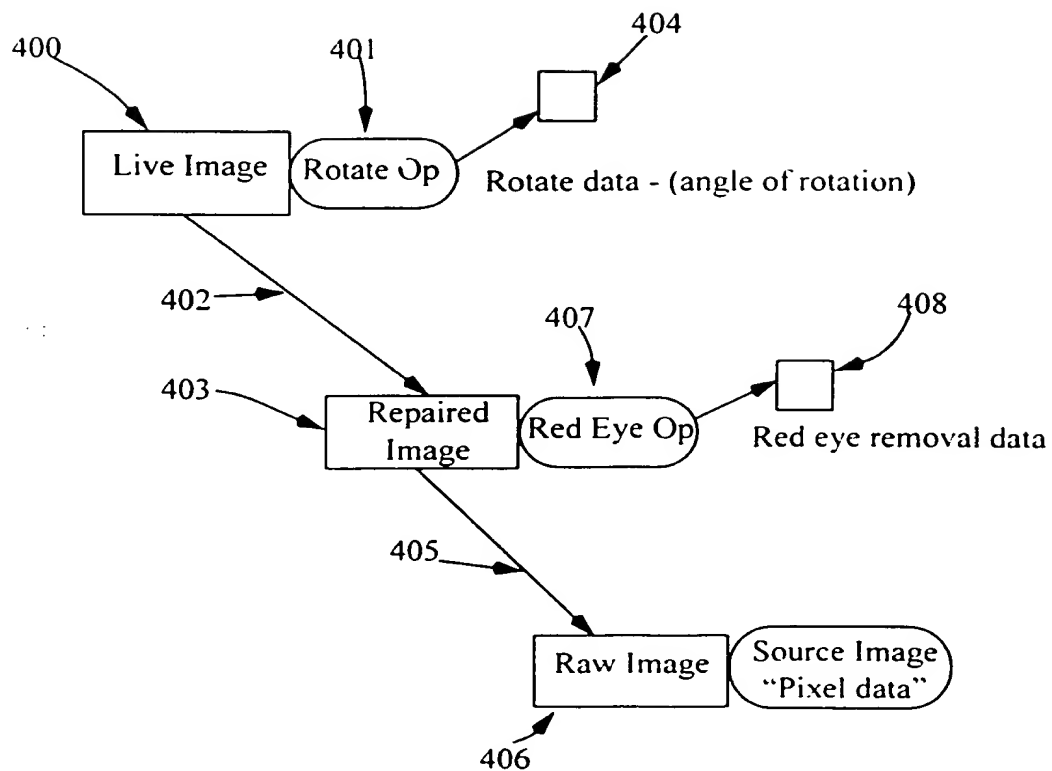 400
401
404
Live Image
Rotate Op
Rotate data - (angle of rotation)
402
407
408
403
Repaired
Image
Red Eye Op
Red eye removal data
405
Raw Image
Source Image
“Pixel data”
406